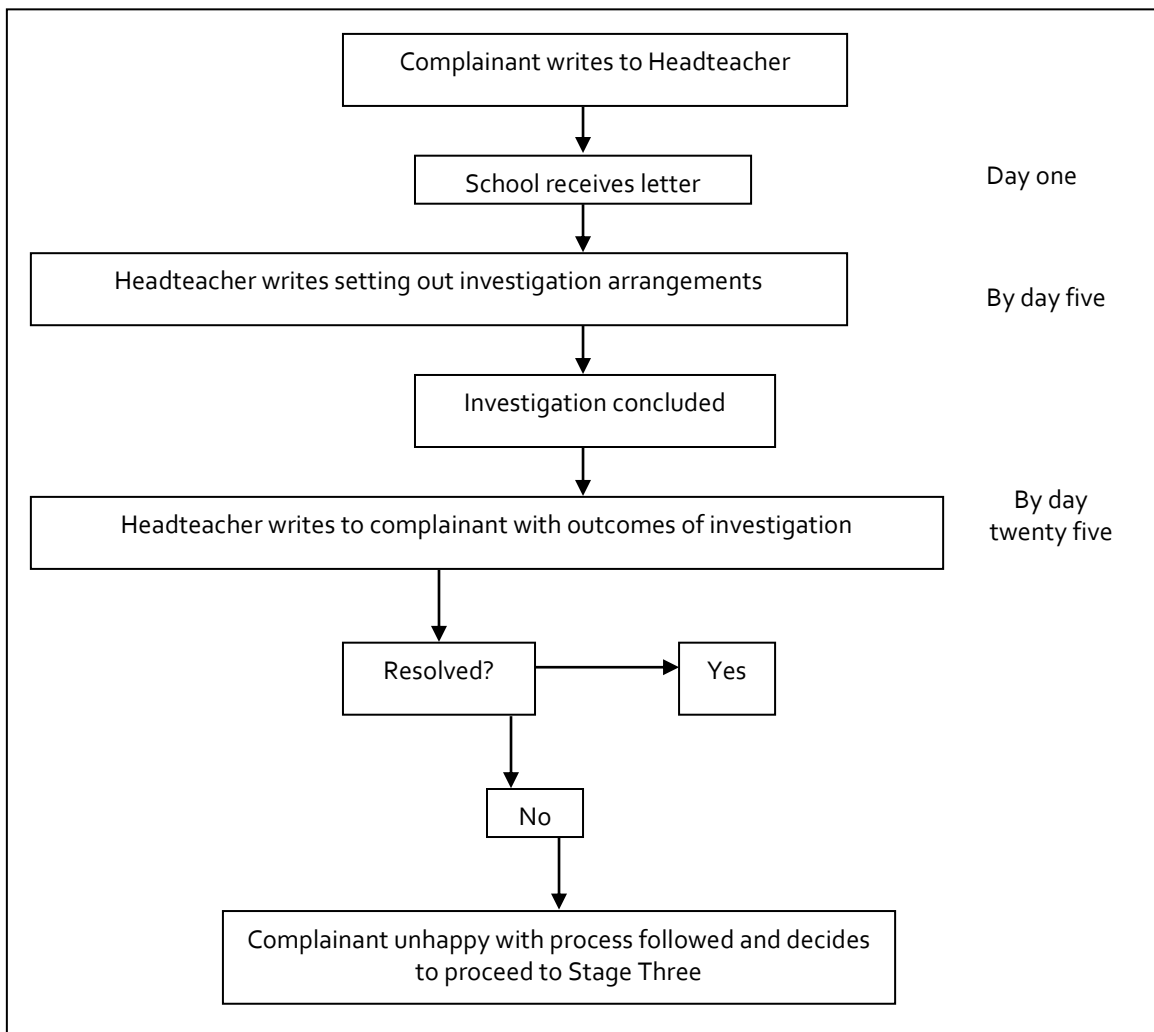 Complainant writes to Headteacher
School receives letter
Day one
Headteacher writes setting out investigation arrangements
By day five
Investigation concluded
Headteacher writes to complainant with outcomes of investigation
By day
twenty five
Resolved?
Yes
No
Complainant unhappy with process followed and decides
to proceed to Stage Three